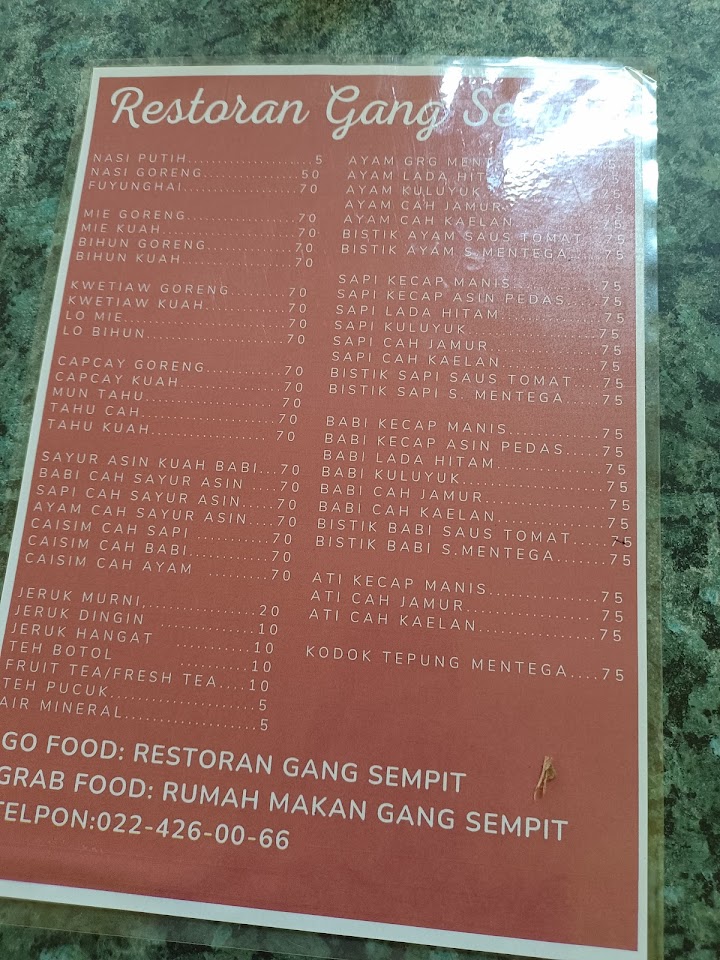 Restoran Gang
NASI PUTIH....................5
NASI GORENG...................50
FUYUNGHAI.....................70
MIE GORENG....................70
MIE KUAH......................70
BIHUN GORENG..................70
BIHUN KUAH....................70
KWETIAW GORENG........70
KWETIAW KUAH...........70
LO MIE........................70
LO BIHUN......................70
CAPCAY GORENG...........70
CAPCAY KUAH..............70
MUN TAHU...................70
TAHU CAH....................70
TAHU KUAH................. 70
SAYUR ASIN KUAH BABI...70
BABI CAH SAYUR ASIN ....70
SAPI CAH SAYUR ASIN.....70
AYAM CAH SAYUR ASIN....70
CAISIM CAH SAPI .........70
CAISIM CAH BABI..........70
CAISIM CAH AYAM .........70
JERUK MURNI,...............20
JERUK DINGIN .............10
JERUK HANGAT ............10
TEH BOTOL ...........10
FRUIT TEA/FRESH TEA....10
TEH PUCUK..................5
AIR MINERAL.................5
AYAM GRG
AYAM LADA
AYAM KULUYUK
AYAM CAH JAMUR 75
AYAM CAH KAELAN 75
BISTIK AYAM SAUS TOMAT...75
BISTIK AYAM S.MENTEGA....75
SAPI KECAP MANIS...........75
SAPI KECAP ASIN PEDAS.....75
SAPI LADA HITAM............75
SAPI KULUYUK...............75
SAPI CAH JAMUR.............75
SAPI CAH KAELAN............75
BISTIK SAPI SAUS TOMAT....75
BISTIK SAPI S. MENTEGA....75
BABI KECAP MANIS...........75
BABI KECAP ASIN PEDAS.....75
BABI LADA HITAM............75
BABI KULUYUK...............75
BABI CAH JAMUR.............75
BABI CAH KAELAN............75
BISTIK BABI SAUS TOMAT....75
BISTIK BABI S.MENTEGA.......75
ATI KECAP MANIS............75
ATI CAH JAMUR.............. 75
ATI CAH KAELAN.............75
KODOK TEPUNG MENTEGA....75
GO FOOD: RESTORAN GANG SEMPIT
GRAB FOOD: RUMAH MAKAN GANG SEMPIT
TELPON:022-426-00-66